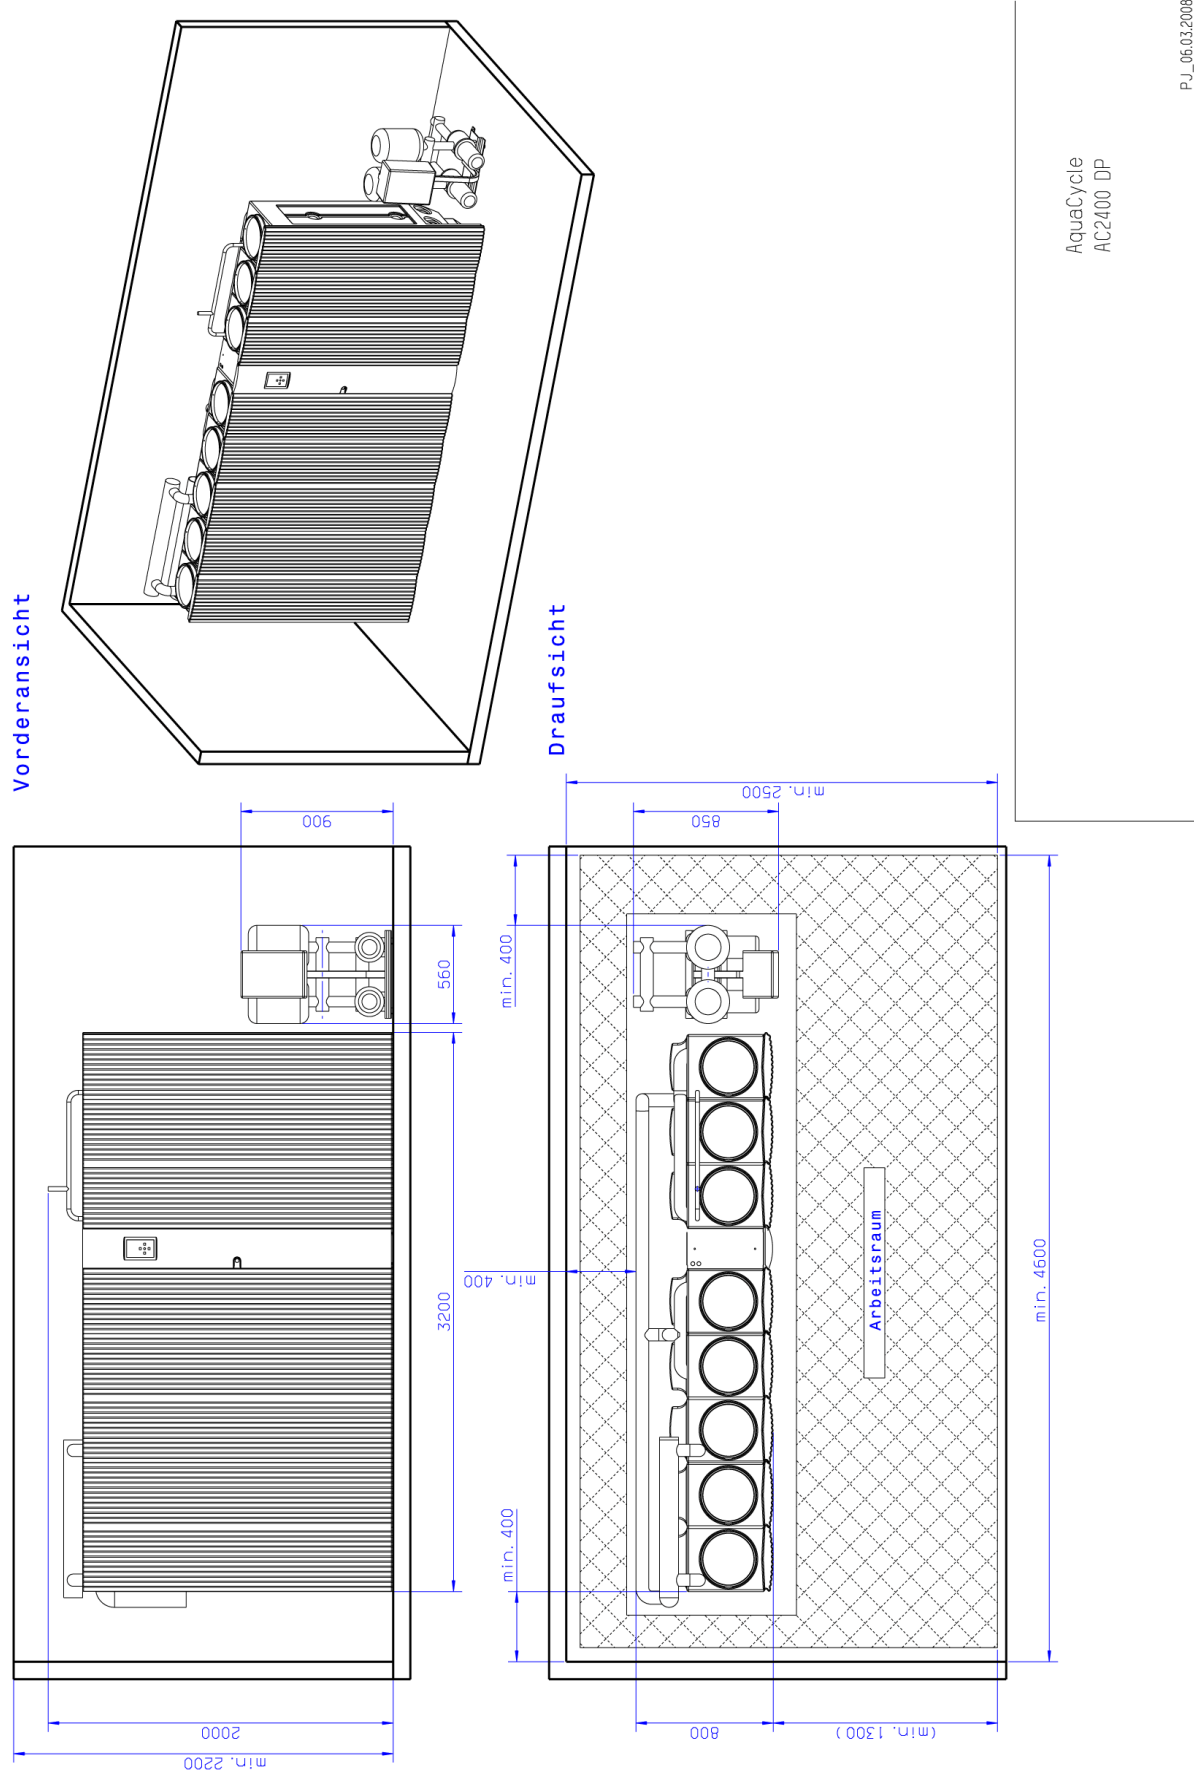 Vorderansicht
900
560
3200
2000
min. 2200
Draufsicht
min. 2500
850
min. 400
min. 400
min. 400
Arbeitsraum
min. 4600
800
(min. 1300 )
AquaCycle
AC2400 DP
PJ_06.03.2008